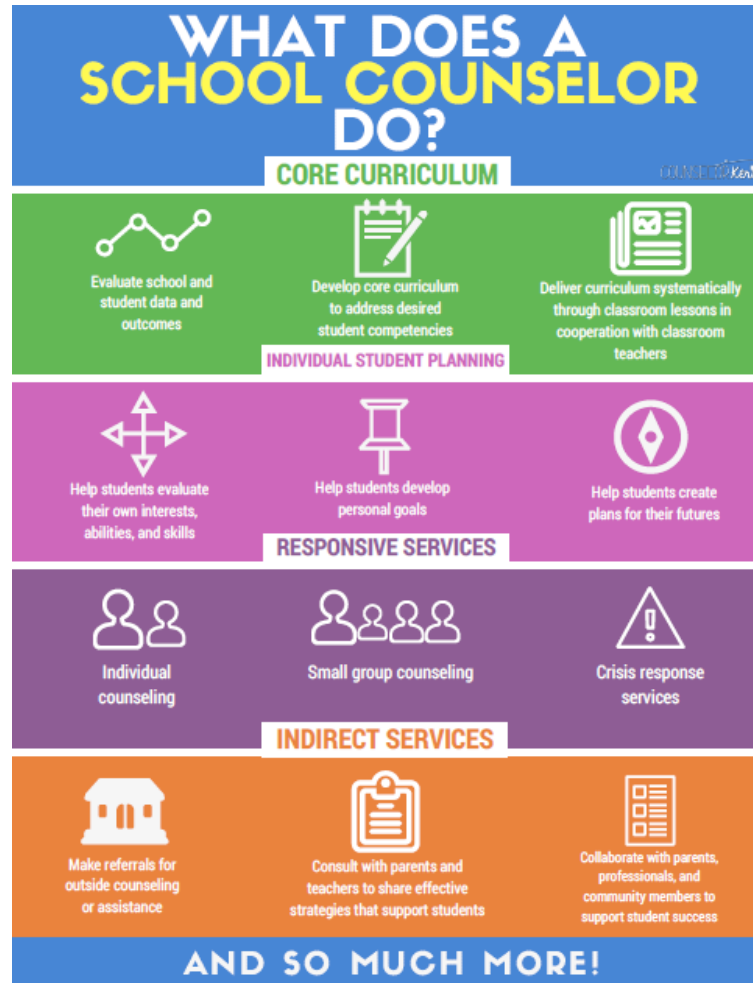 WHAT DOES A
SCHOOL COUNSELOR
DO?
CORE CURRICULUM
Evaluate school and
student data and
outcomes
Develop core curriculum
to address desired
student competencies
Deliver curriculum systematically
through classroom lessons in
cooperation with classroom
teachers
INDIVIDUAL STUDENT PLANNING
Help students evaluate
their own interests,
abilities, and skills
Help students develop
personal goals
Help students create
plans for their futures
RESPONSIVE SERVICES
Individual
counseling
Small group counseling
Crisis response
services
INDIRECT SERVICES
Make referrals for
outside counseling
or assistance
Consult with parents and
teachers to share effective
strategies that support students
Collaborate with parents,
professionals, and
community members to
support student success
AND SO MUCH MORE!